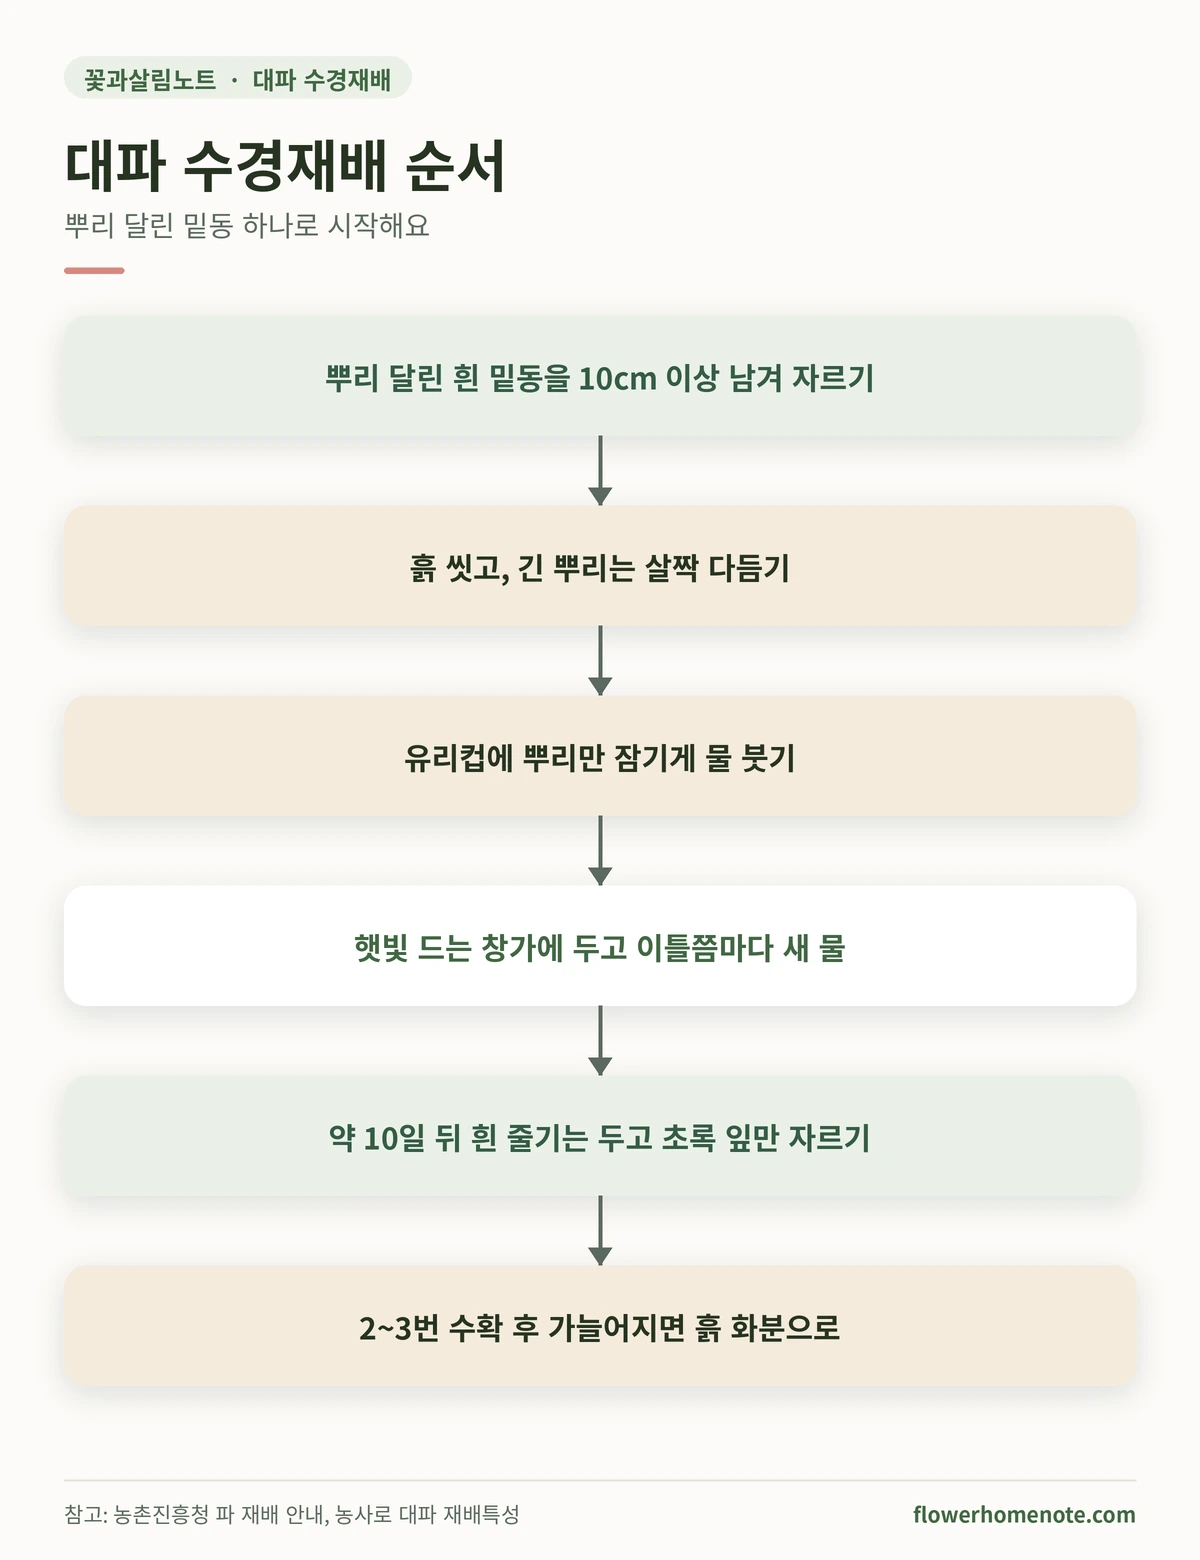 꽃과살림노트 · 대파 수경재배
대파 수경재배 순서
뿌리 달린 밑동 하나로 시작해요
뿌리 달린 흰 밑동을 10cm 이상 남겨 자르기
흙 씻고, 긴 뿌리는 살짝 다듬기
유리컵에 뿌리만 잠기게 물 붓기
햇빛 드는 창가에 두고 이틀쯤마다 새 물
약 10일 뒤 흰 줄기는 두고 초록 잎만 자르기
2~3번 수확 후 가늘어지면 흙 화분으로
참고: 농촌진흥청 파 재배 안내, 농사로 대파 재배특성
flowerhomenote.com